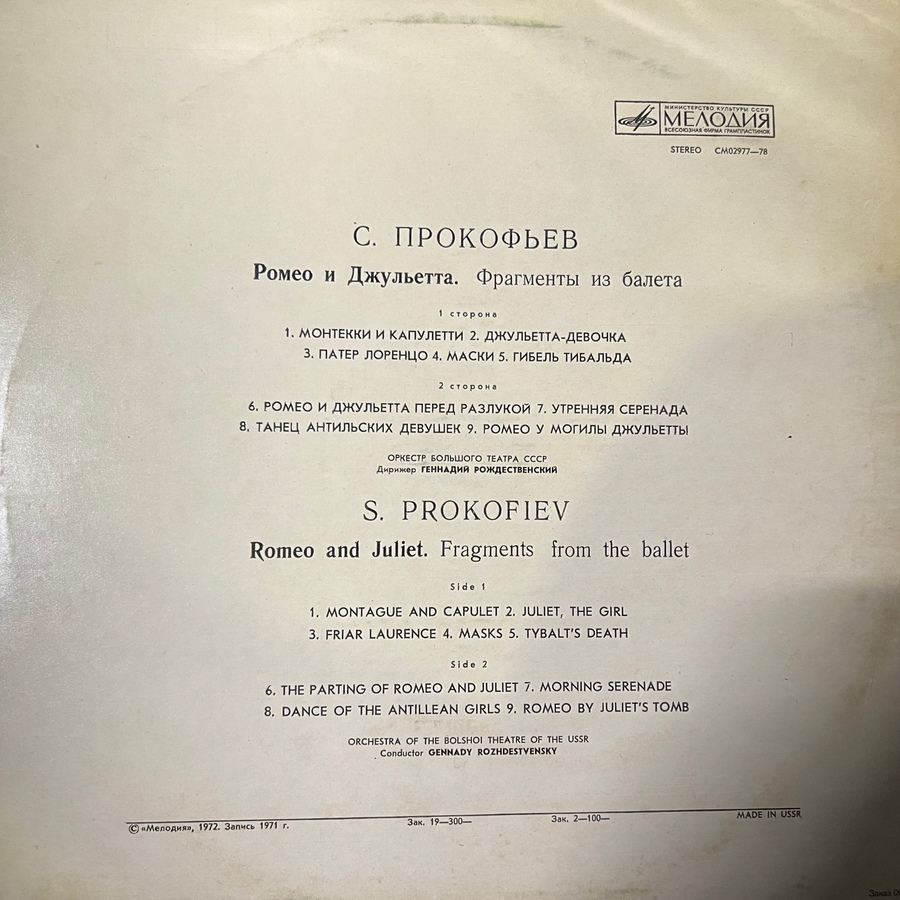 МИНИСТЕРСТВО КУЛЬТУРЫ СССР
МЕЛОДИЯ
ВСЕСОЮЗНАЯ ФИРМА ГРАМПЛАСТИНОК
STEREO СМ02977—78
С. ПРОКОФЬЕВ
Ромео и Джульетта. Фрагменты из балета
1 сторона
1. МОНТЕККИ И КАПУЛЕТТИ 2. ДЖУЛЬЕТТА-ДЕВОЧКА
3. ПАТЕР ЛОРЕНЦО 4. МАСКИ 5. ГИБЕЛЬ ТИБАЛЬДА
2 сторона
6. РОМЕО И ДЖУЛЬЕТТА ПЕРЕД РАЗЛУКОЙ 7. УТРЕННЯЯ СЕРЕНАДА
8. ТАНЕЦ АНТИЛЬСКИХ ДЕВУШЕК 9. РОМЕО У МОГИЛЫ ДЖУЛЬЕТТЫ
ОРКЕСТР БОЛЬШОГО ТЕАТРА СССР
Дирижер ГЕННАДИЙ РОЖДЕСТВЕНСКИЙ
S. PROKOFIEV
Romeo and Juliet. Fragments from the ballet
Side 1
1. MONTAGUE AND CAPULET 2. JULIET, THE GIRL
3. FRIAR LAURENCE 4. MASKS 5. TYBALT'S DEATH
Side 2
6. THE PARTING OF ROMEO AND JULIET 7. MORNING SERENADE
8. DANCE OF THE ANTILLEAN GIRLS 9. ROMEO BY JULIET'S TOMB
ORCHESTRA OF THE BOLSHOI THEATRE OF THE USSR
Conductor GENNADY ROZHDESTVENSKY
© «Мелодия», 1972. Запись 1971 г. Зак. 19—300— Зак. 2—100— MADE IN USSR
Заказ